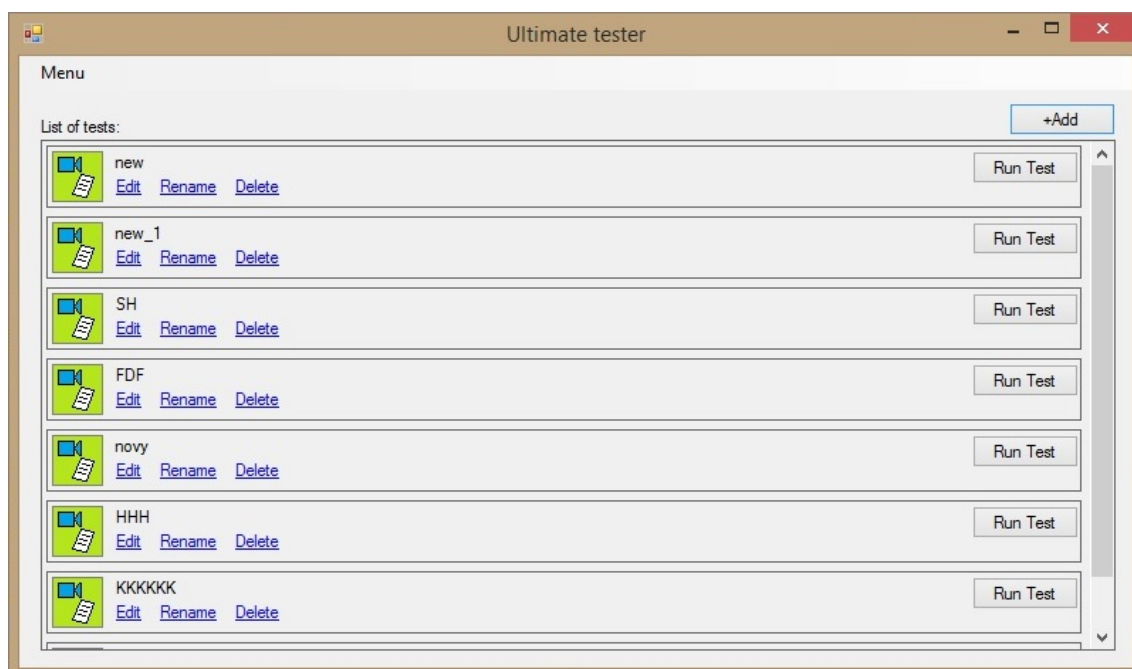 Ultimate tester
Menu
List of tests:
+Add
new
Edit Rename Delete
Run Test
new_1
Edit Rename Delete
Run Test
SH
Edit Rename Delete
Run Test
FDF
Edit Rename Delete
Run Test
novy
Edit Rename Delete
Run Test
HHH
Edit Rename Delete
Run Test
KKKKKK
Edit Rename Delete
Run Test